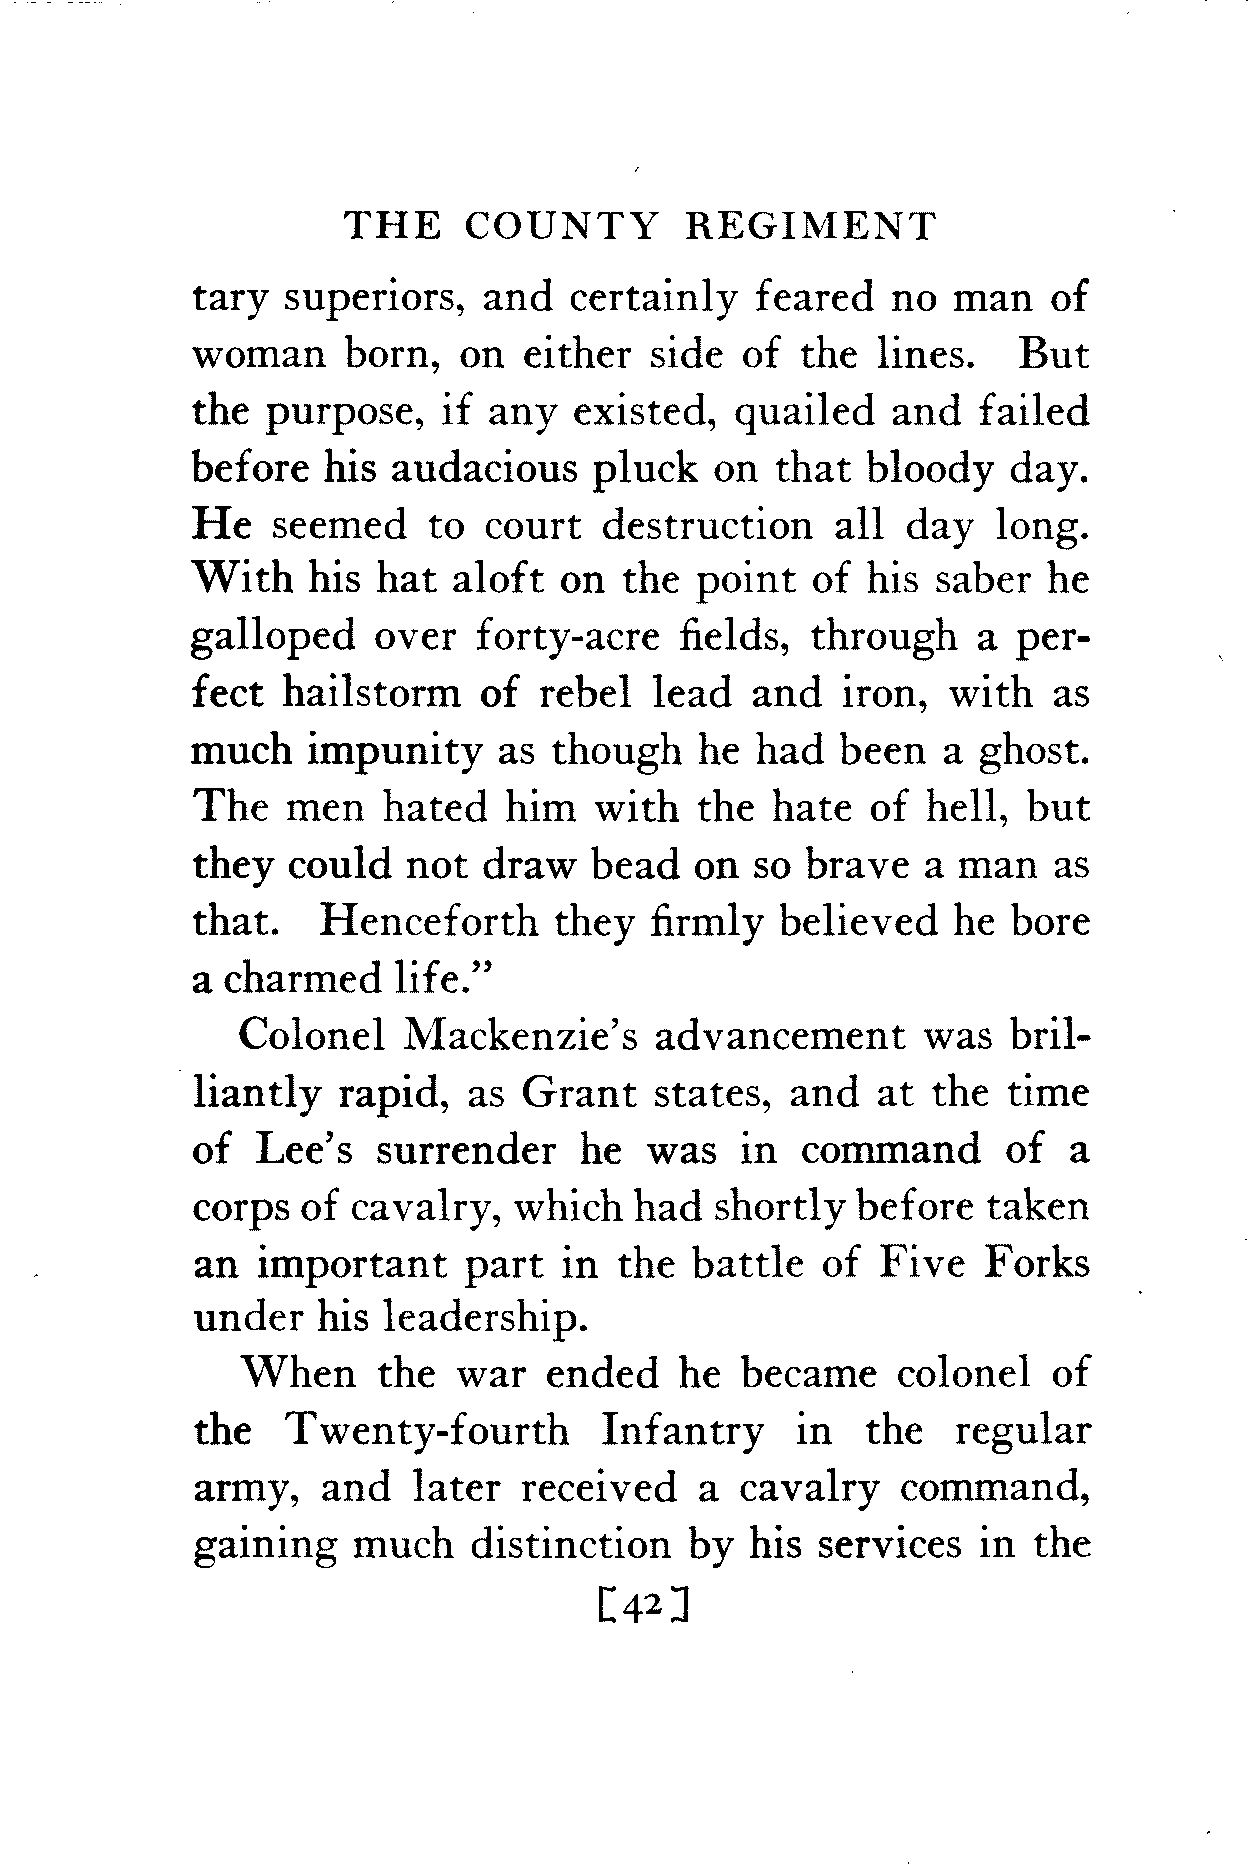 THE COUNTY REGIMENT
tary superiors, and certainly feared no man of
woman born, on either side of the lines. But
the purpose, if any existed, quailed and failed
before his audacious pluck on that bloody day.
He seemed to court destruction all day long.
With his hat aloft on the point of his saber he
galloped over forty-acre fields, through a per-
fect hailstorm of rebel lead and iron, with as
much impunity as though he had been a ghost.
The men hated him with the hate of hell, but
they could not draw bead on so brave a man as
that. Henceforth they firmly believed he bore
a charmed life.”
Colonel Mackenzie’s advancement was bril-
liantly rapid, as Grant states, and at the time
of Lee’s surrender he was in command of a
corps of cavalry, which had shortly before taken
an important part in the battle of Five Forks
under his leadership.
When the war ended he became colonel of
the Twenty-fourth Infantry in the regular
army, and later received a cavalry command,
gaining much distinction by his services in the
[42]